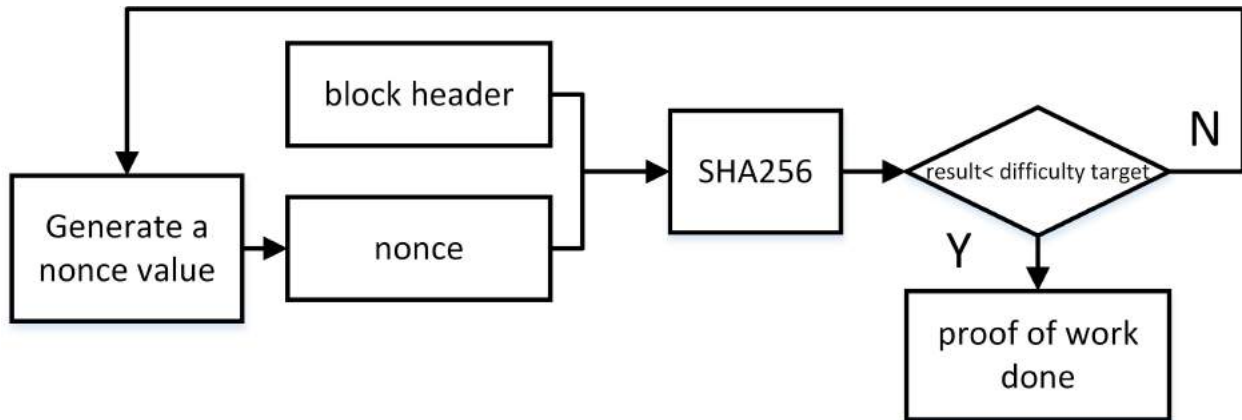 block header
Generate a
nonce value
nonce
SHA256
result< difficulty target
N
Y
proof of work
done